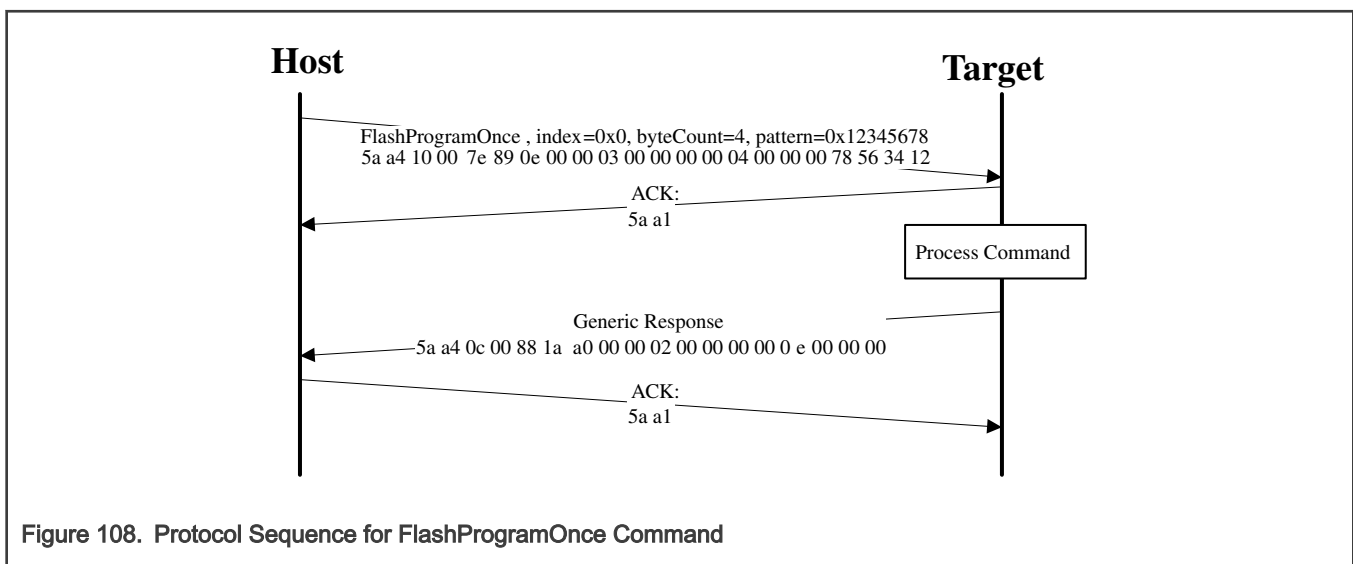 Host
Target
FlashProgramOnce , index=0x0, byteCount=4, pattern=0x12345678
5a a4 10 00 7e 89 0e 00 00 03 00 00 00 00 04 00 00 00 78 56 34 12
ACK:
5a a1
Process Command
Generic Response
5a a4 0c 00 88 1a a0 00 00 02 00 00 00 00 0 e 00 00 00
ACK:
5a a1
Figure 108. Protocol Sequence for FlashProgramOnce Command